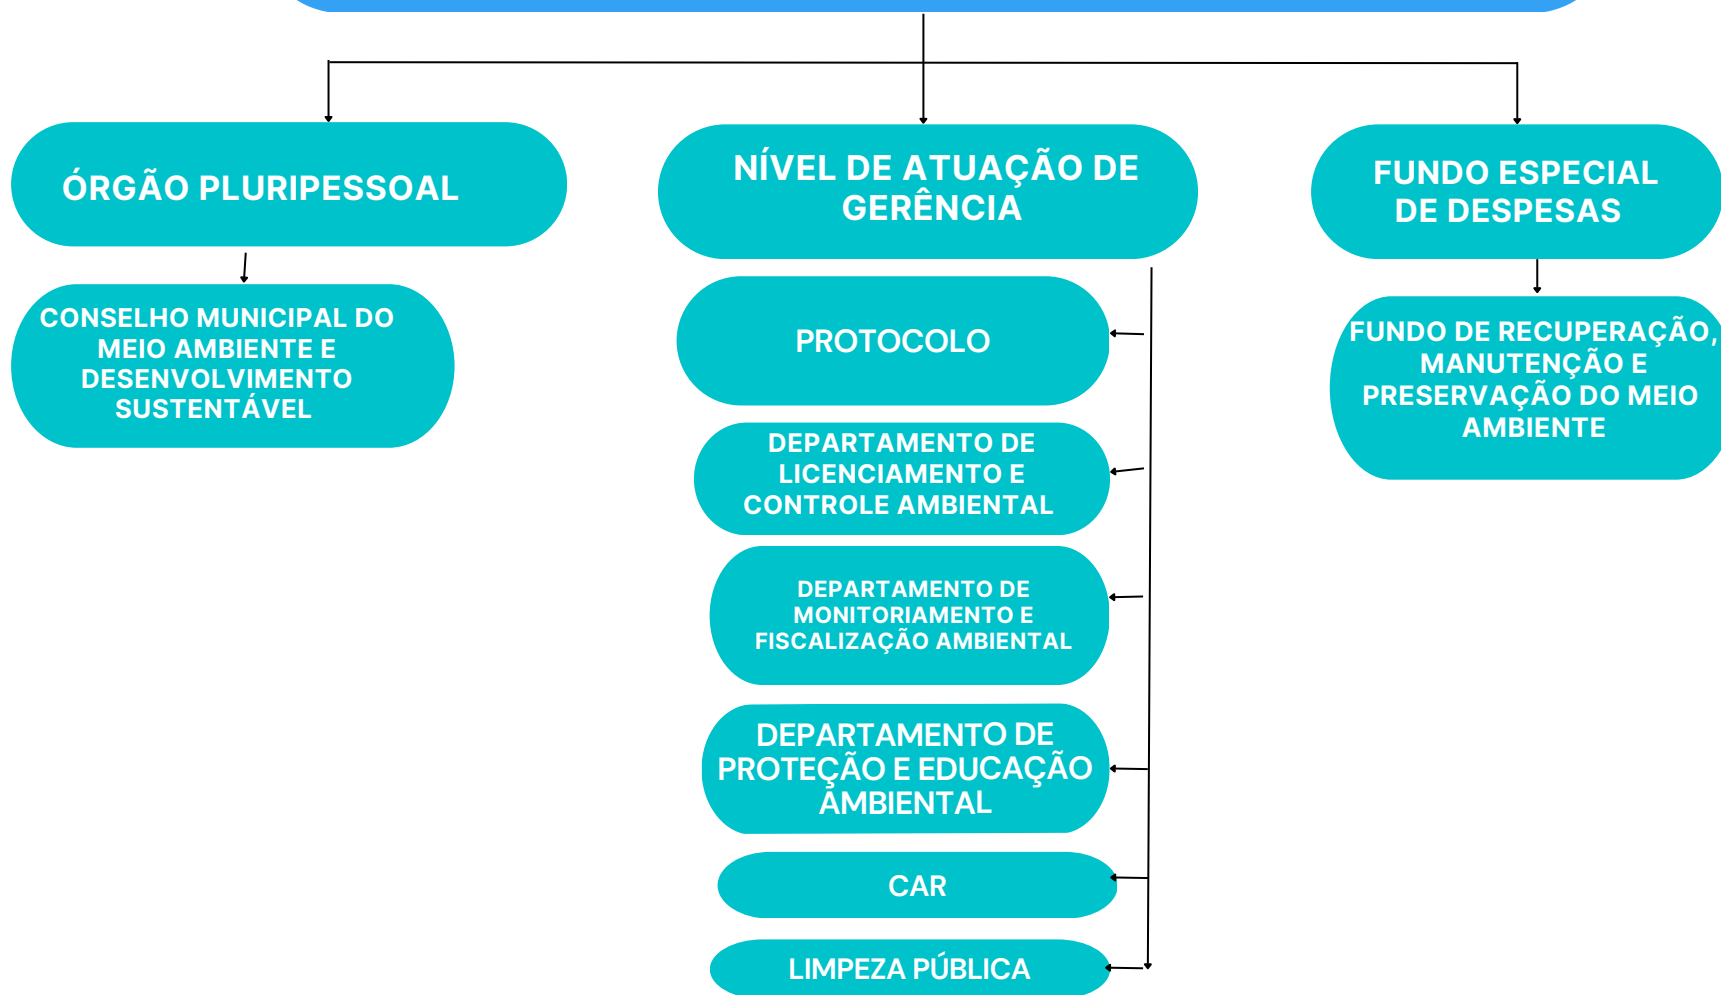 ÓRGÃO PLURIPESSOAL
CONSELHO MUNICIPAL DO
MEIO AMBIENTE E
DESENVOLVIMENTO
SUSTENTÁVEL
NÍVEL DE ATUAÇÃO DE
GERÊNCIA
PROTOCOLO
DEPARTAMENTO DE
LICENCIAMENTO E
CONTROLE AMBIENTAL
DEPARTAMENTO DE
MONITORIAMENTO E
FISCALIZAÇÃO AMBIENTAL
DEPARTAMENTO DE
PROTEÇÃO E EDUCAÇÃO
AMBIENTAL
CAR
LIMPEZA PÚBLICA
FUNDO ESPECIAL
DE DESPESAS
FUNDO DE RECUPERAÇÃO,
MANUTENÇÃO E
PRESERVAÇÃO DO MEIO
AMBIENTE